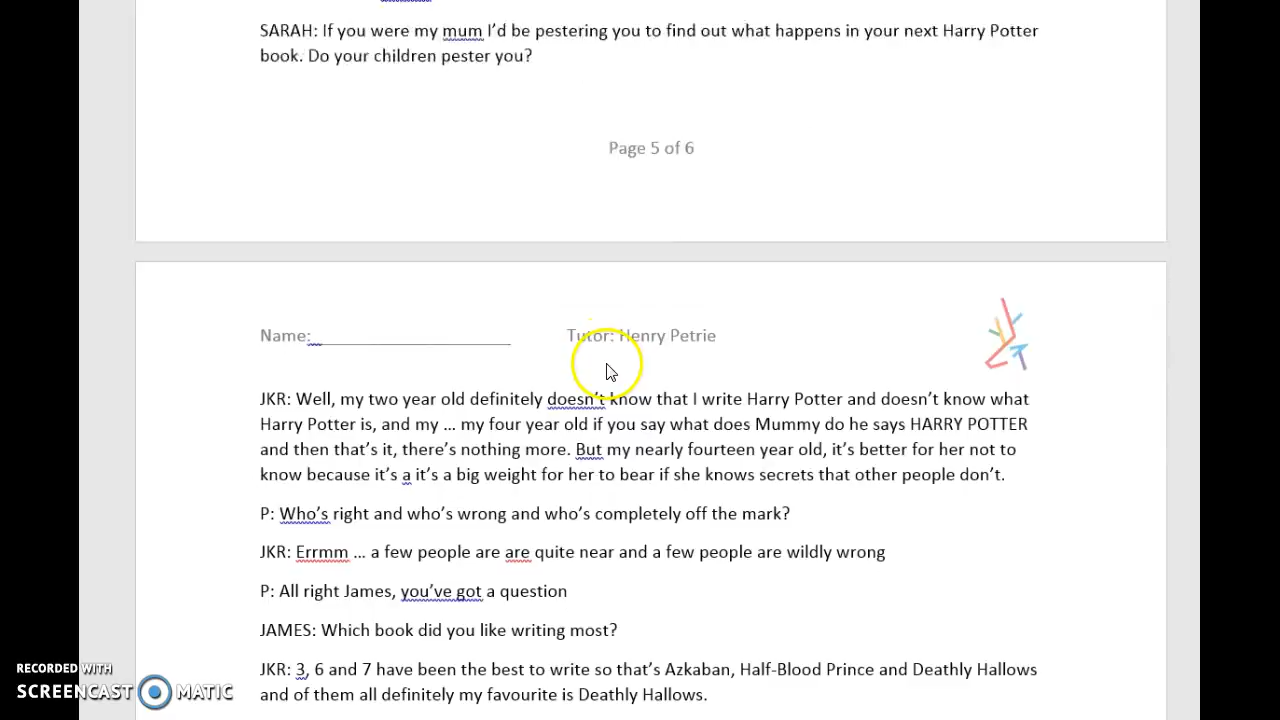 SARAH: If you were my mum I'd be pestering you to find out what happens in your next Harry Potter
book. Do your children pester you?
Page 5 of 6
Name: Tutor: Henry Petrie
JKR: Well, my two year old definitely doesn't know that I write Harry Potter and doesn't know what
Harry Potter is, and my … my four year old if you say what does Mummy do he says HARRY POTTER
and then that's it, there's nothing more. But my nearly fourteen year old, it's better for her not to
know because it's a it's a big weight for her to bear if she knows secrets that other people don't.
P: Who's right and who's wrong and who's completely off the mark?
JKR: Errmm … a few people are are quite near and a few people are wildly wrong
P: All right James, you've got a question
JAMES: Which book did you like writing most?
JKR: 3, 6 and 7 have been the best to write so that's Azkaban, Half-Blood Prince and Deathly Hallows
and of them all definitely my favourite is Deathly Hallows.
RECORDED WITH
SCREENCAST MATIC